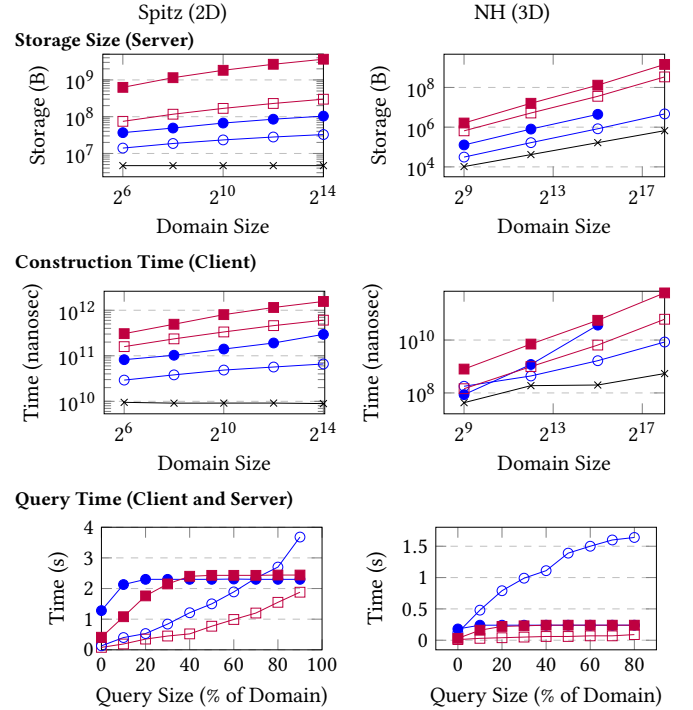 Spitz (2D) NH (3D)
Storage Size (Server)
Storage (B)
10^9
10^8
10^7
2^6 2^10 2^14
Domain Size
Storage (B)
10^8
10^6
10^4
2^9 2^13 2^17
Domain Size
Construction Time (Client)
Time (nanosec)
10^12
10^11
10^10
2^6 2^10 2^14
Domain Size
Time (nanosec)
10^10
10^8
2^9 2^13 2^17
Domain Size
Query Time (Client and Server)
Time (s)
4
3
2
1
0
0 20 40 60 80 100
Query Size (% of Domain)
Time (s)
1.5
1
0.5
0
0 20 40 60 80
Query Size (% of Domain)